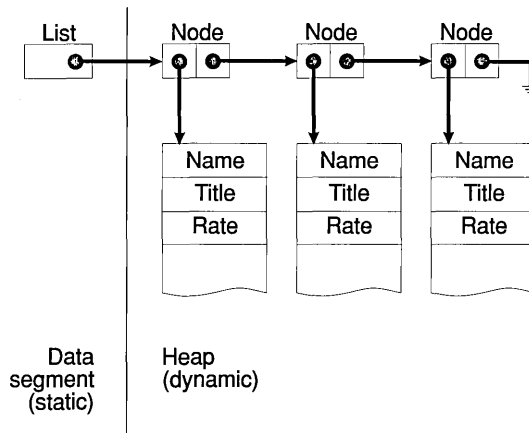 List
Node
Node
Node
Name
Title
Rate
Name
Title
Rate
Name
Title
Rate
Data
segment
(static)
Heap
(dynamic)